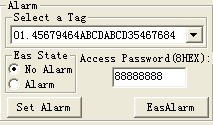 Alarm
Select a Tag
01.45679464ABCDABCD35467684
Eas State
No Alarm
Alarm
Access Password(8HEX):
88888888
Set Alarm
EasAlarm